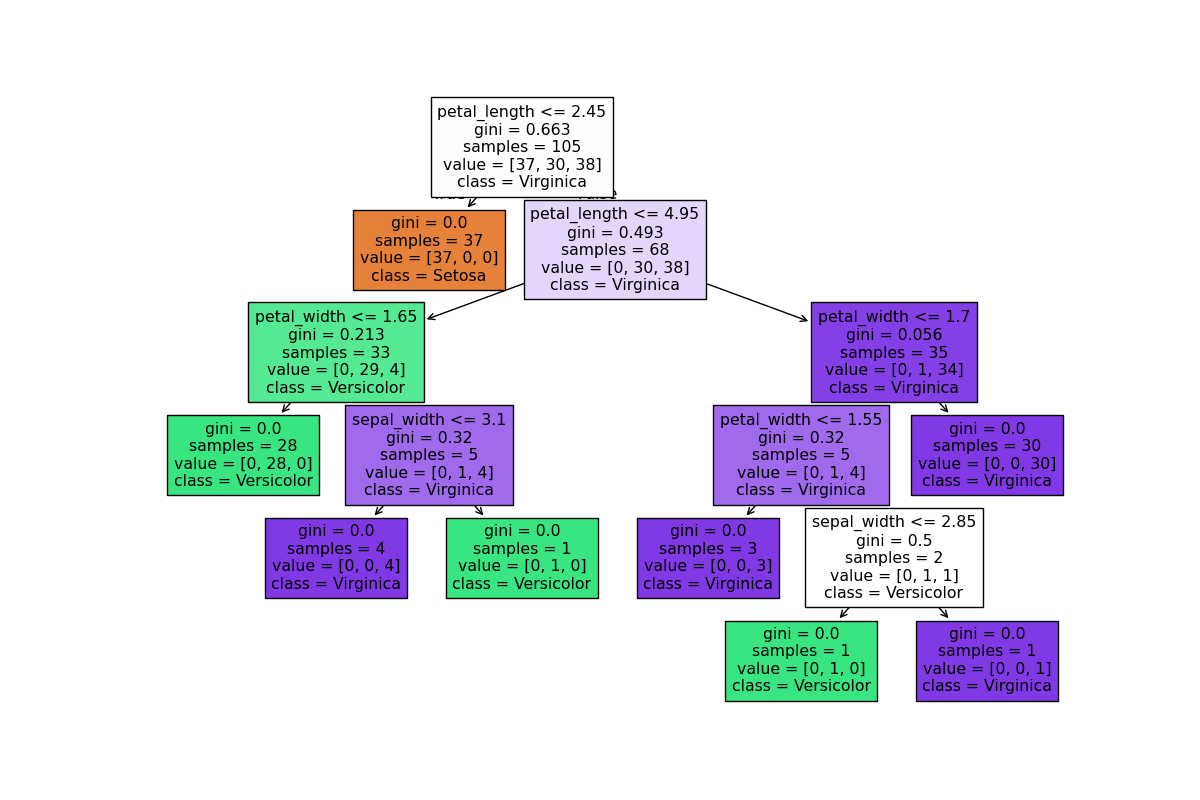 petal_length <= 2.45
gini = 0.663
samples = 105
value = [37, 30, 38]
class = Virginica
gini = 0.0
samples = 37
value = [37, 0, 0]
class = Setosa
petal_length <= 4.95
gini = 0.493
samples = 68
value = [0, 30, 38]
class = Virginica
petal_width <= 1.65
gini = 0.213
samples = 33
value = [0, 29, 4]
class = Versicolor
petal_width <= 1.7
gini = 0.056
samples = 35
value = [0, 1, 34]
class = Virginica
gini = 0.0
samples = 28
value = [0, 28, 0]
class = Versicolor
sepal_width <= 3.1
gini = 0.32
samples = 5
value = [0, 1, 4]
class = Virginica
petal_width <= 1.55
gini = 0.32
samples = 5
value = [0, 1, 4]
class = Virginica
gini = 0.0
samples = 30
value = [0, 0, 30]
class = Virginica
gini = 0.0
samples = 4
value = [0, 0, 4]
class = Virginica
gini = 0.0
samples = 1
value = [0, 1, 0]
class = Versicolor
gini = 0.0
samples = 3
value = [0, 0, 3]
class = Virginica
sepal_width <= 2.85
gini = 0.5
samples = 2
value = [0, 1, 1]
class = Versicolor
gini = 0.0
samples = 1
value = [0, 1, 0]
class = Versicolor
gini = 0.0
samples = 1
value = [0, 0, 1]
class = Virginica